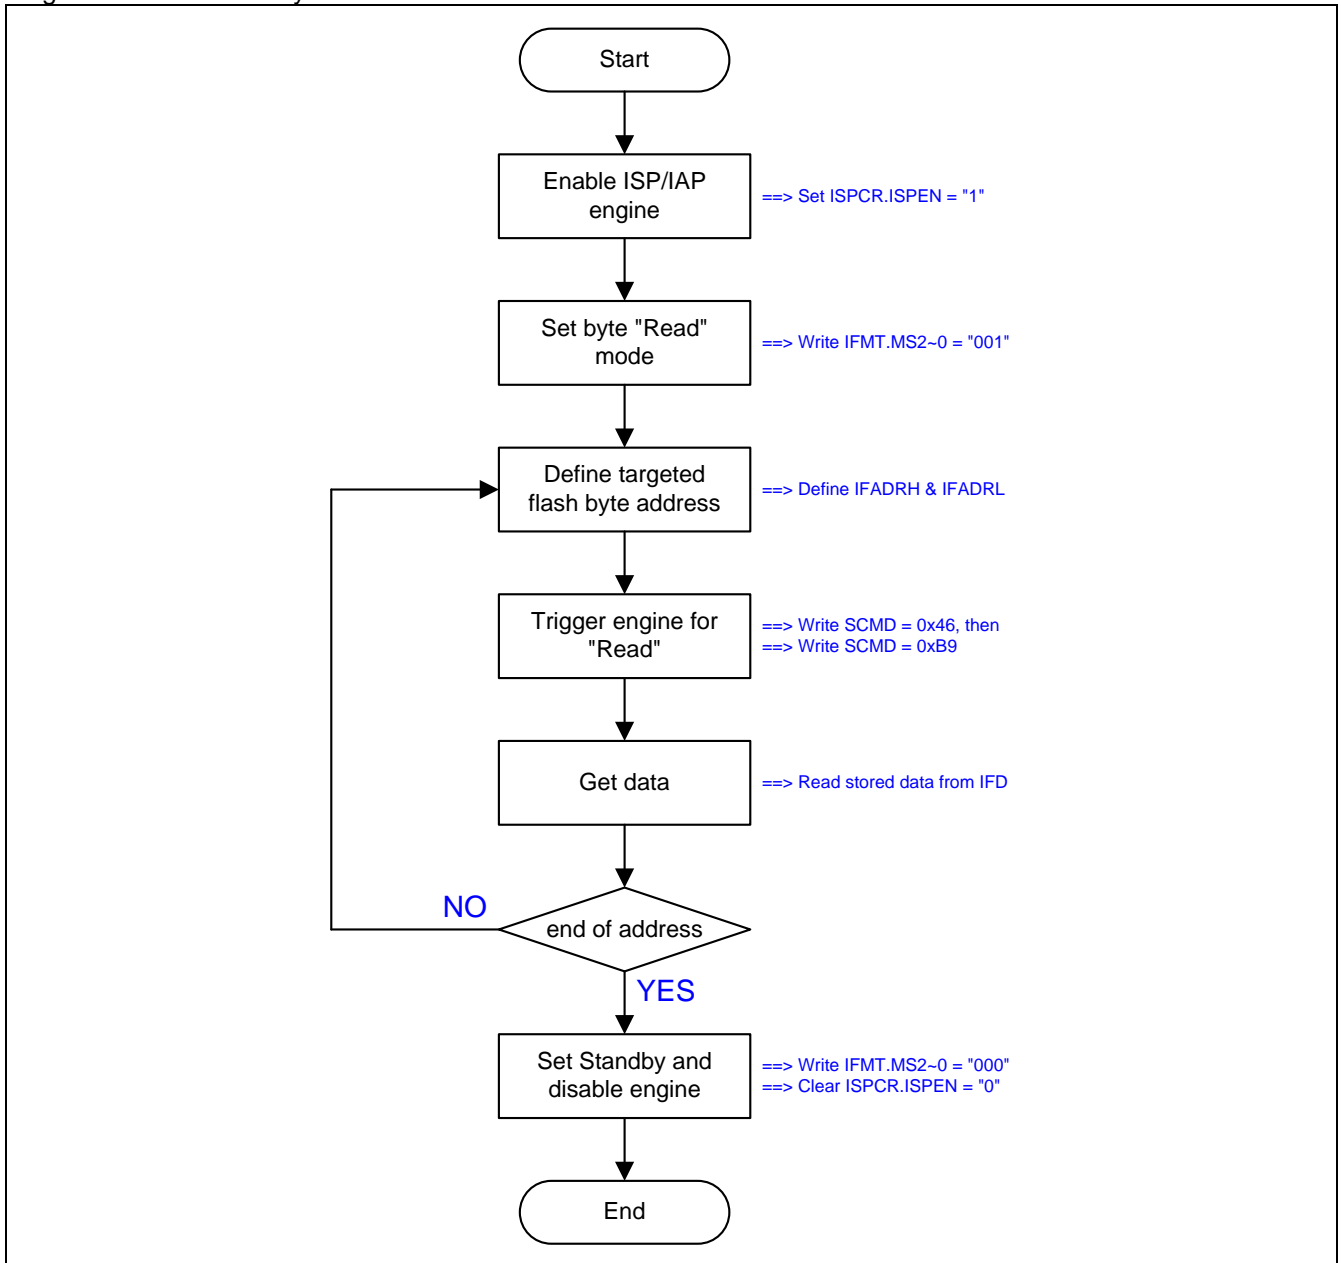 Start
Enable ISP/IAP
engine
==> Set ISPCR.ISPEN = "1"
Set byte "Read"
mode
==> Write IFMT.MS2~0 = "001"
Define targeted
flash byte address
==> Define IFADRH & IFADRL
Trigger engine for
"Read"
==> Write SCMD = 0x46, then
==> Write SCMD = 0xB9
Get data
==> Read stored data from IFD
NO
end of address
YES
Set Standby and
disable engine
==> Write IFMT.MS2~0 = "000"
==> Clear ISPCR.ISPEN = "0"
End